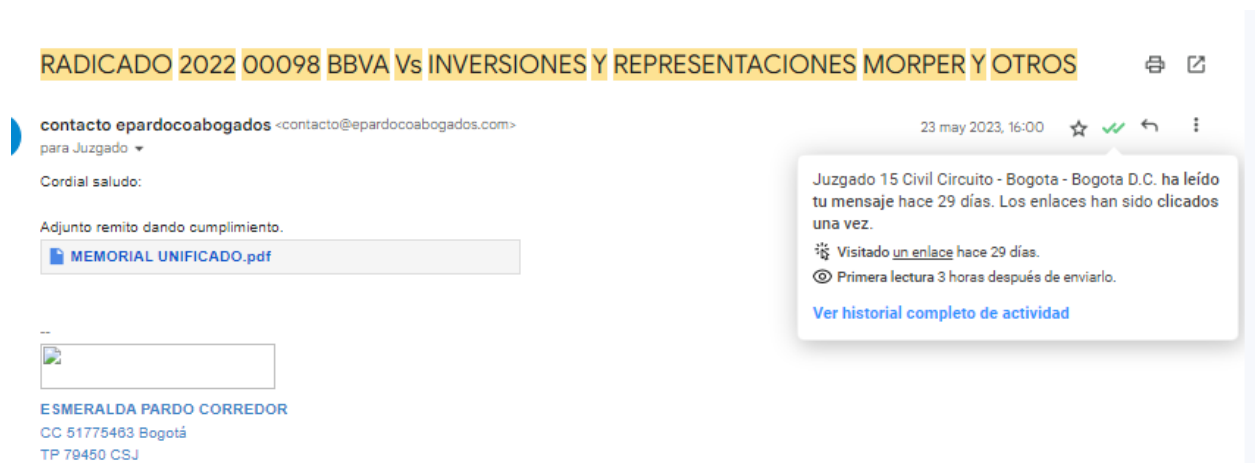 RADICADO 2022 00098 BBVA Vs INVERSIONES Y REPRESENTACIONES MORPER Y OTROS
contacto epardocoabogados <contacto@epardocoabogados.com>
23 may 2023, 16:00
para Juzgado
Cordial saludo:
Adjunto remito dando cumplimiento.
MEMORIAL UNIFICADO.pdf
Juzgado 15 Civil Circuito - Bogota - Bogota D.C. ha leído
tu mensaje hace 29 días. Los enlaces han sido clicados
una vez.
Visitado un enlace hace 29 días.
Primera lectura 3 horas después de enviarlo.
Ver historial completo de actividad
--
ESMERALDA PARDO CORREDOR
CC 51775463 Bogotá
TP 79450 CSJ